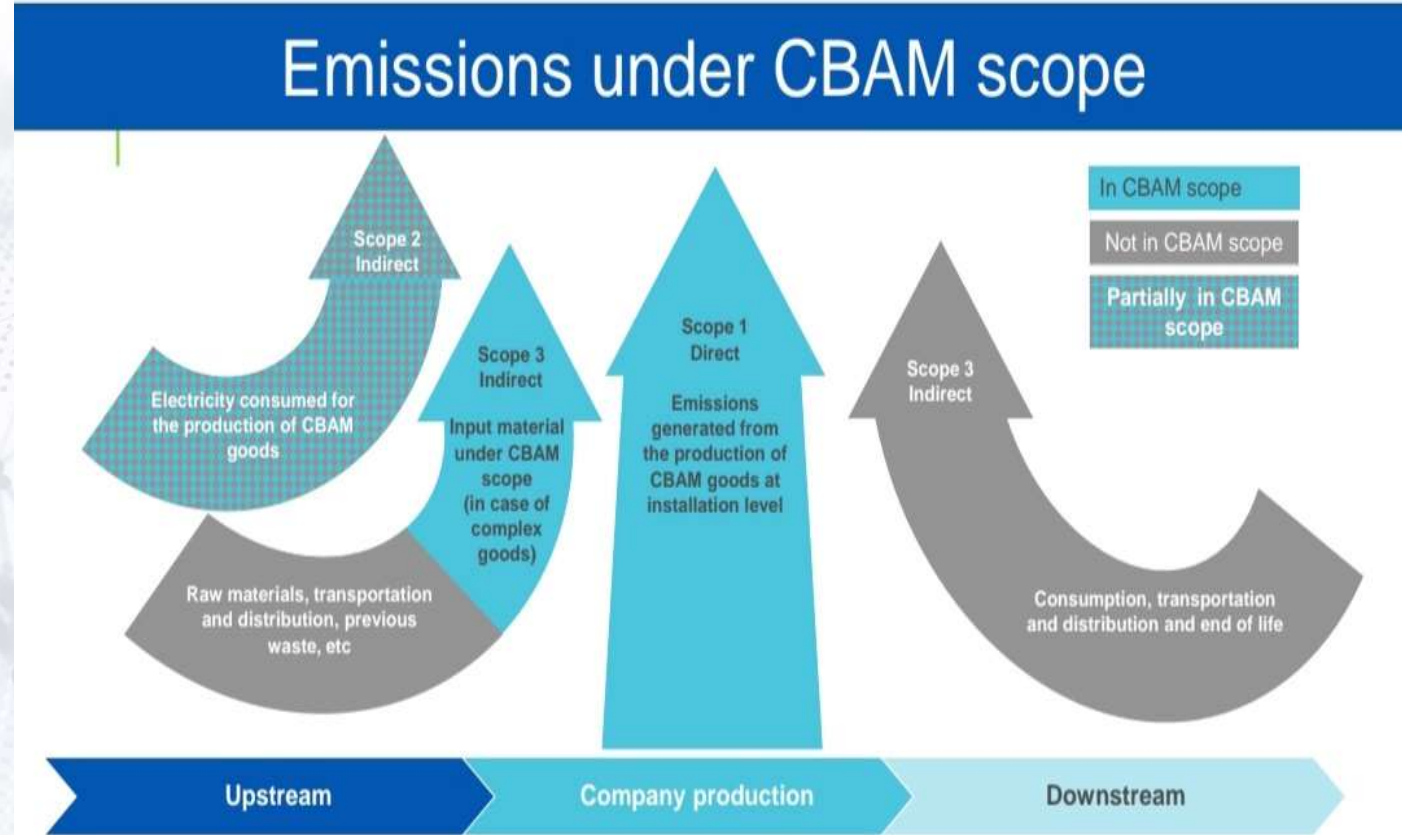 Emissions under CBAM scope
In CBAM scope
Not in CBAM scope
Partially in CBAM
scope
Scope 2
Indirect
Electricity consumed for
the production of CBAM
goods
Scope 3
Indirect
Input material
under CBAM
scope
(in case of
complex
goods)
Raw materials, transportation
and distribution, previous
waste, etc
Scope 1
Direct
Emissions
generated from
the production of
CBAM goods at
installation level
Scope 3
Indirect
Consumption, transportation
and distribution and end of life
Upstream
Company production
Downstream